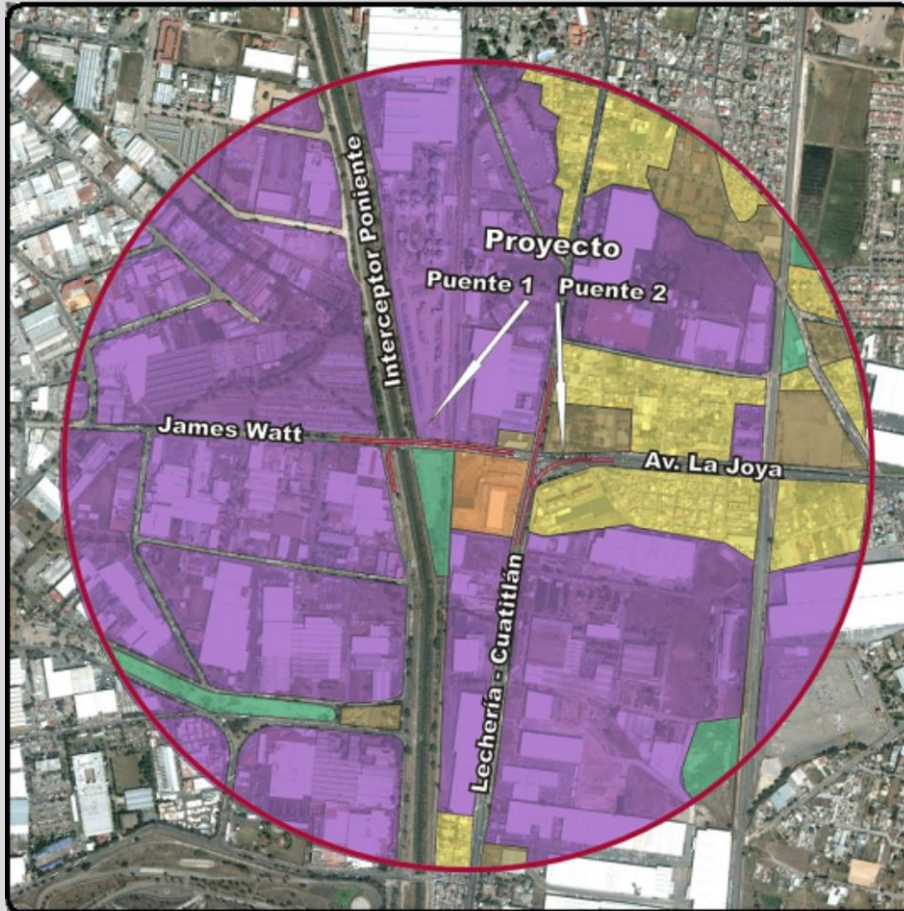 Interceptor Poniente
Proyecto
Puente 1
Puente 2
James Watt
Av. La Joya
Lechería - Cuatitlán